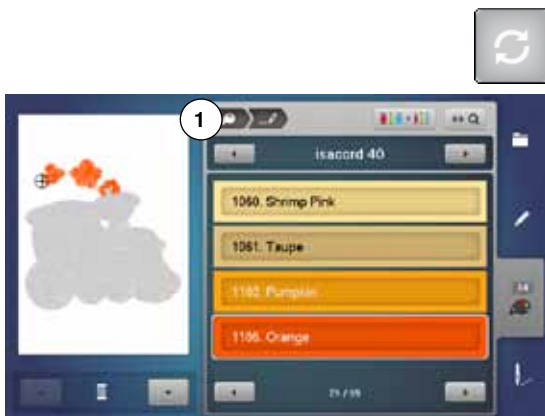 1
isacord 40
1060. Shrimp Pink
1061. Taupe
1102. Pumpkin
1106. Orange